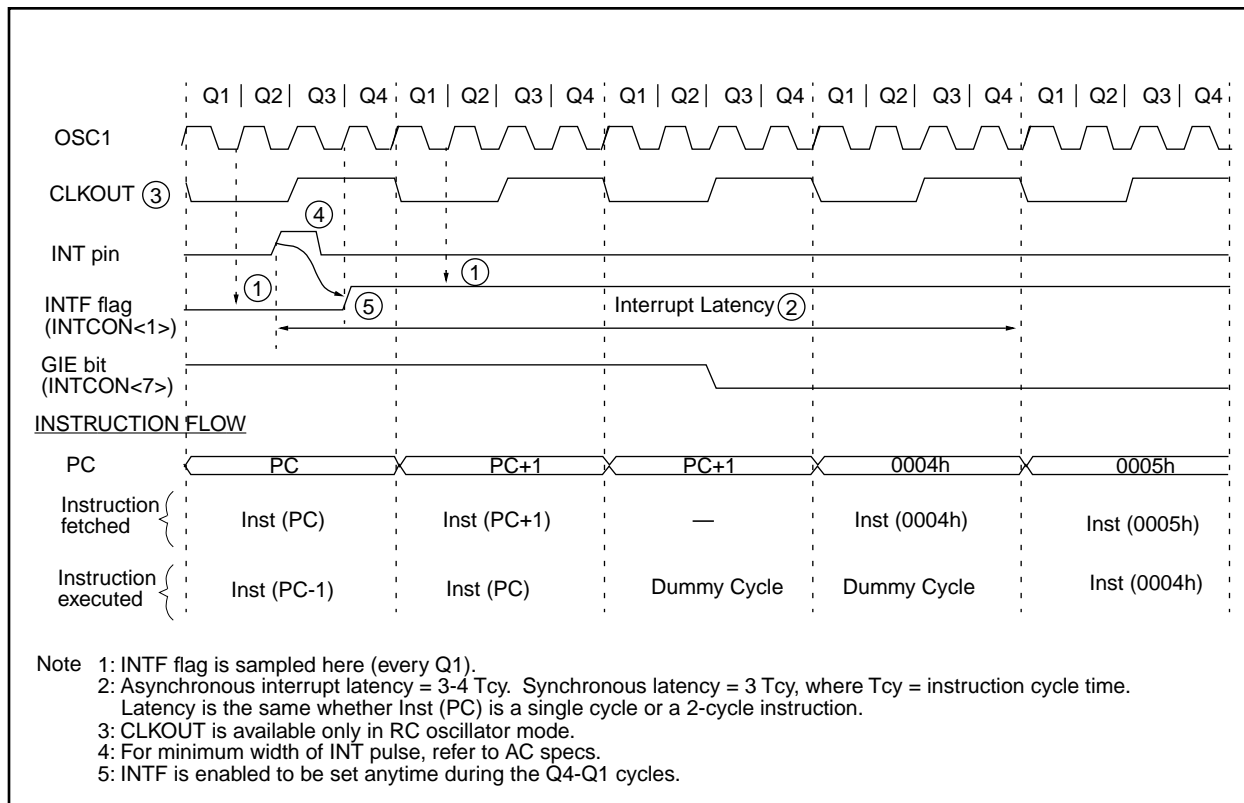 Q1 | Q2 | Q3 | Q4 Q1 | Q2 | Q3 | Q4 Q1 | Q2 | Q3 | Q4 Q1 | Q2 | Q3 | Q4 Q1 | Q2 | Q3 | Q4
OSC1
CLKOUT 3
4
INT pin
1
1
INTF flag
(INTCON<1>)
5
Interrupt Latency 2
GIE bit
(INTCON<7>)
INSTRUCTION FLOW
PC PC PC+1 PC+1 0004h 0005h
Instruction
fetched
Inst (PC) Inst (PC+1) — Inst (0004h) Inst (0005h)
Instruction
executed
Inst (PC-1) Inst (PC) Dummy Cycle Dummy Cycle Inst (0004h)
Note 1: INTF flag is sampled here (every Q1).
2: Asynchronous interrupt latency = 3-4 Tcy. Synchronous latency = 3 Tcy, where Tcy = instruction cycle time.
Latency is the same whether Inst (PC) is a single cycle or a 2-cycle instruction.
3: CLKOUT is available only in RC oscillator mode.
4: For minimum width of INT pulse, refer to AC specs.
5: INTF is enabled to be set anytime during the Q4-Q1 cycles.